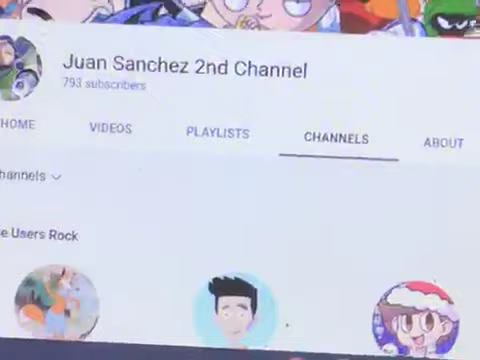 Juan Sanchez 2nd Channel
793 subscribers
HOME VIDEOS PLAYLISTS CHANNELS ABOUT
hannels
e Users Rock